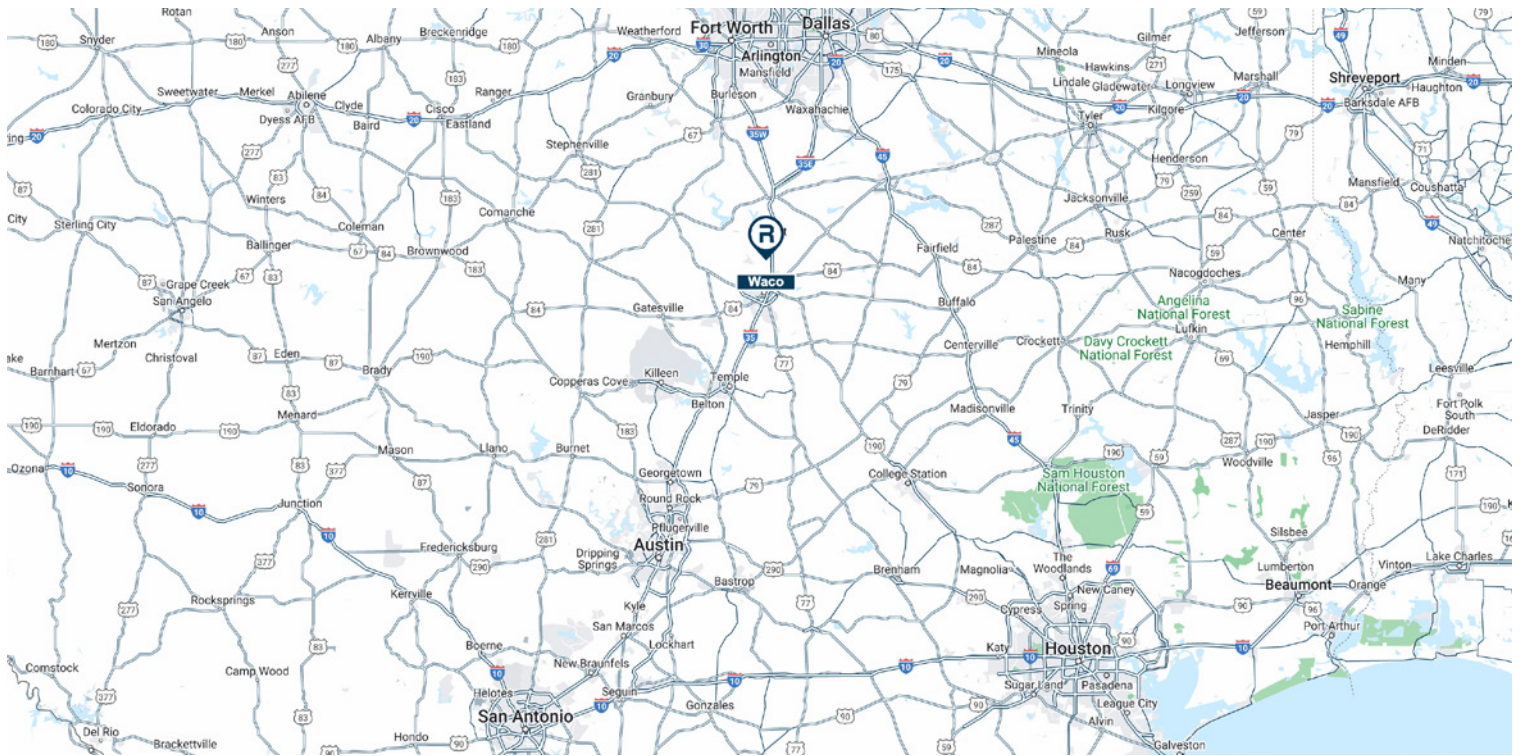 Rotan
Anson
Albany
Breckenridge
Weatherford
Fort Worth
Dallas
Gilmer
Jefferson
Snyder
Arlington
Mansfield
Mineola
Hawkins
Minden
Lindale
Gladewater
Longview
Marshall
Shreveport
Haughton
Colorado City
Sweetwater
Merkel
Abilene
Clyde
Cisco
Ranger
Granbury
Burleson
Waxahachie
Kilgore
Barksdale AFB
Dyess AFB
Baird
Eastland
Tyler
Stephenville
Henderson
Winters
Comanche
Jacksonville
Mansfield
Coushatta
City
Sterling City
Coleman
Ballinger
Brownwood
Fairfield
Palestine
Rusk
Center
Natchitoche
R
Waco
Grape Creek
San Angelo
Nacogdoches
Many
Gatesville
Buffalo
Angelina
National Forest
Sabine
National Forest
Lufkin
Mertzon
Christoval
Eden
Centerville
Crockett
Davy Crockett
National Forest
Hemphill
Barnhart
Brady
Copperas Cove
Killeen
Temple
Belton
Leesville
Madisonville
Trinity
Jasper
Fort Polk
South
Menard
Eldorado
DeRidder
Ozona
Mason
Llano
Burnet
Georgetown
College Station
Sam Houston
National Forest
Woodville
Sonora
Junction
Round Rock
Pflugerville
Austin
Silsbee
Fredericksburg
Dripping
Springs
The
Woodlands
Lumberton
Vinton
Lake Charles
Rocksprings
Kerrville
Bastrop
Brenham
Magnolia
New Caney
Beaumont
Orange
Kyle
San Marcos
Lockhart
Cypress
Spring
Port Arthur
Boerne
New Braunfels
Katy
Houston
Comstock
Camp Wood
Helotes
Seguin
Sugar Land
Pasadena
San Antonio
Gonzales
League City
Del Rio
Brackettville
Hondo
Alvin
Galveston